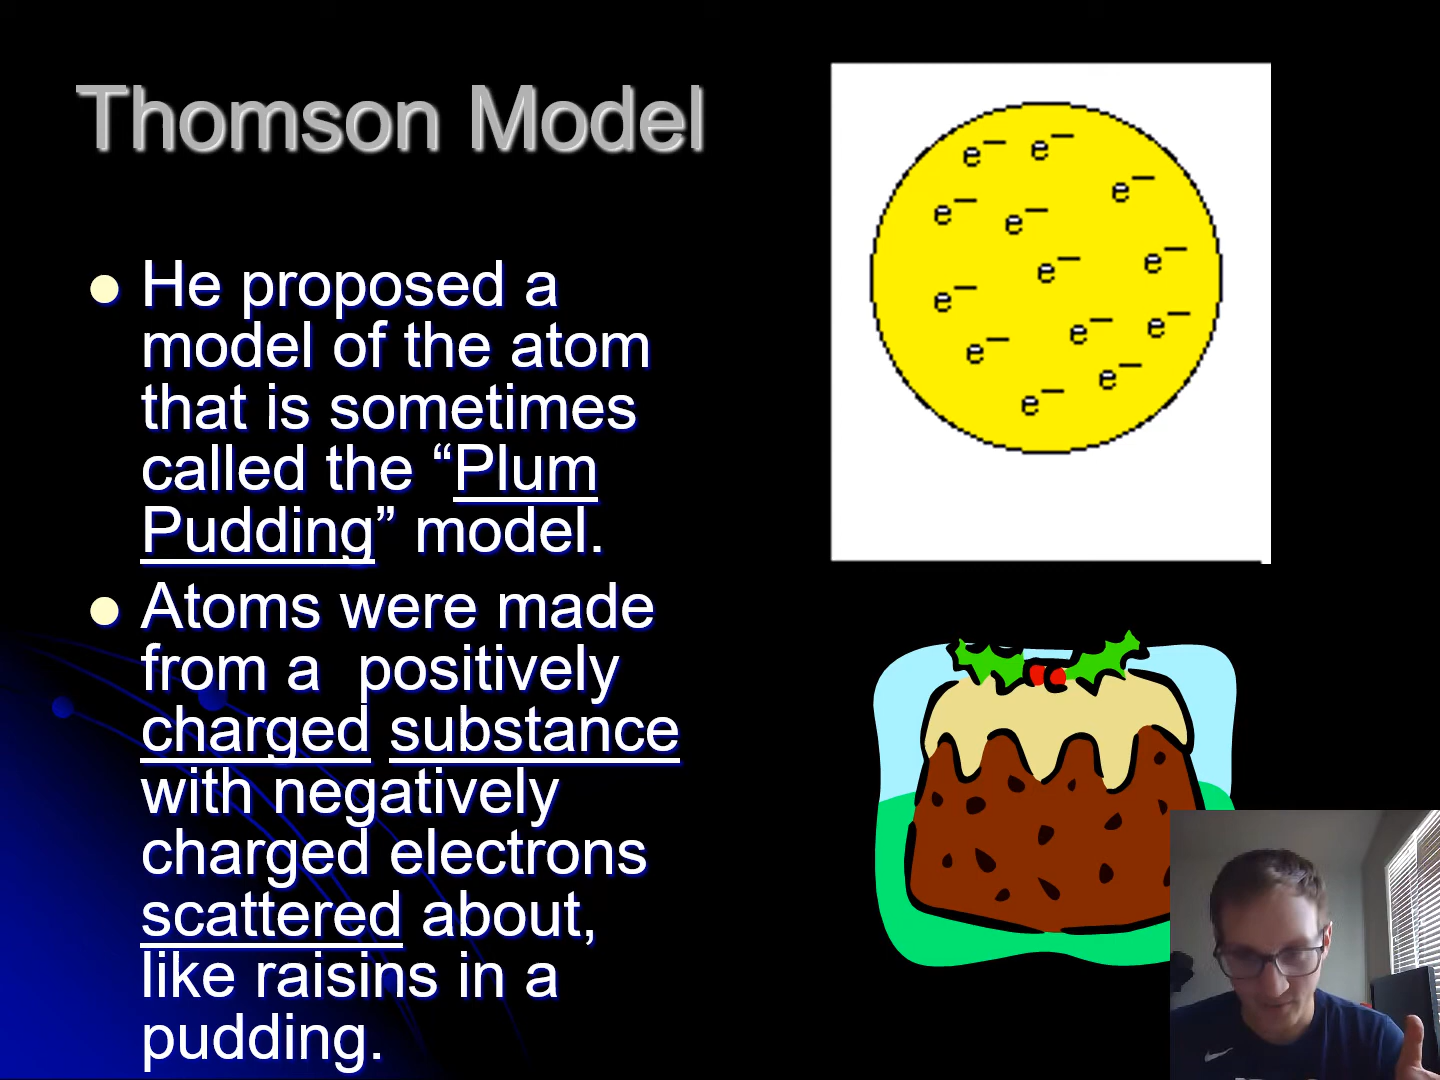 Thomson Model
He proposed a
model of the atom
that is sometimes
called the “Plum
Pudding” model.
Atoms were made
from a  positively
charged substance
with negatively
charged electrons
scattered about,
like raisins in a
pudding.
e⁻ e⁻
e⁻
e⁻ e⁻
e⁻ e⁻
e⁻
e⁻ e⁻
e⁻
e⁻
e⁻